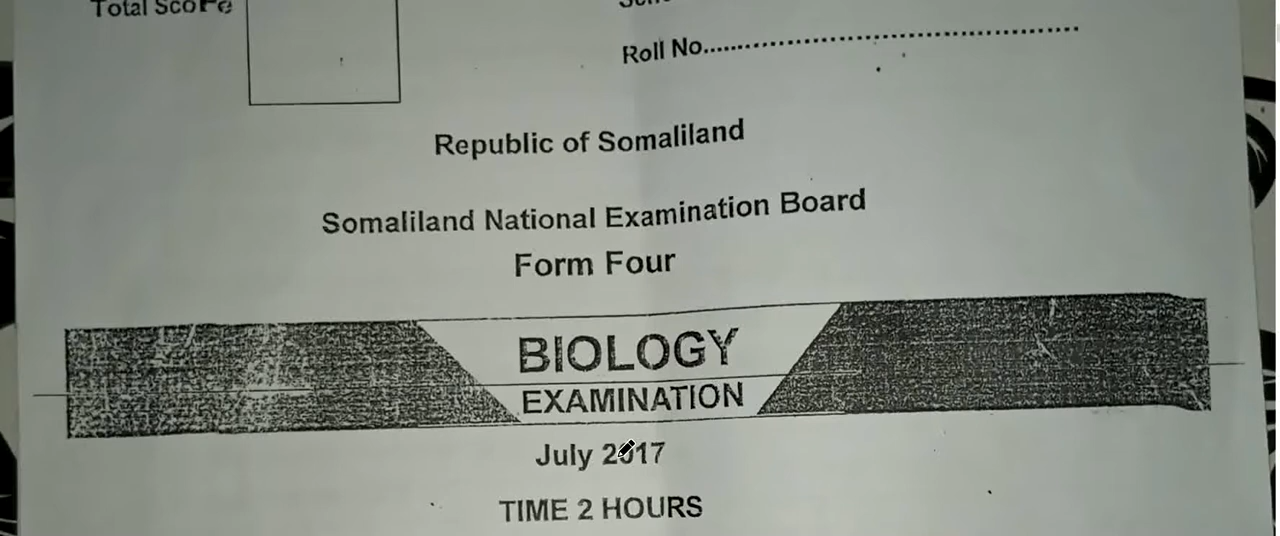 Total Score
Roll No.
Republic of Somaliland
Somaliland National Examination Board
Form Four
BIOLOGY
EXAMINATION
July 2017
TIME 2 HOURS